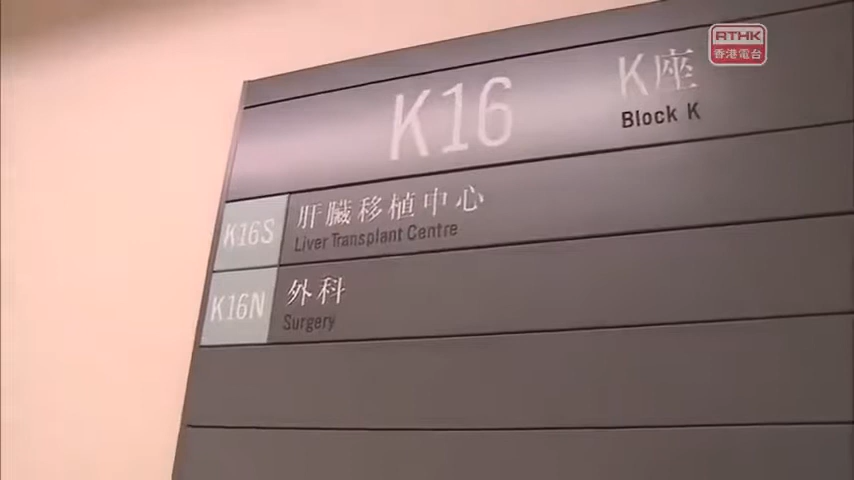 RTHK
香港電台
K16
K座
Block K
K16S
肝臟移植中心
Liver Transplant Centre
K16N
外科
Surgery